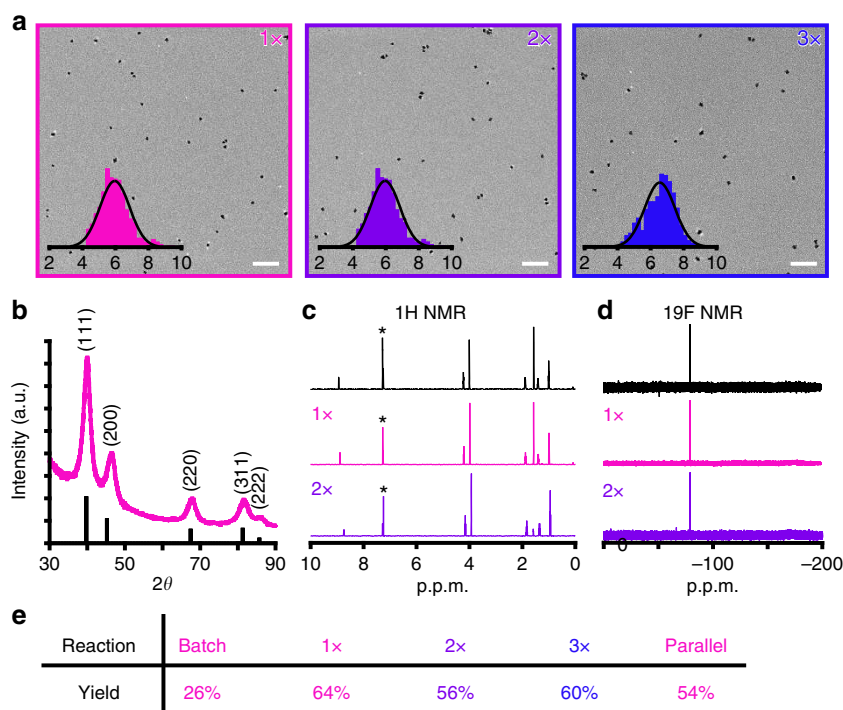 a
1× 2× 3×
2 4 6 8 10 2 4 6 8 10 2 4 6 8 10
b c d
1H NMR 19F NMR
(111)
(200)
(220)
(311)
(222)
Intensity (a.u.)
30 50 70 90
2θ
*
1× *
2× *
10 8 6 4 2 0
p.p.m.
1×
2×
0 −100 −200
p.p.m.
e
Reaction Batch 1× 2× 3× Parallel
Yield 26% 64% 56% 60% 54%